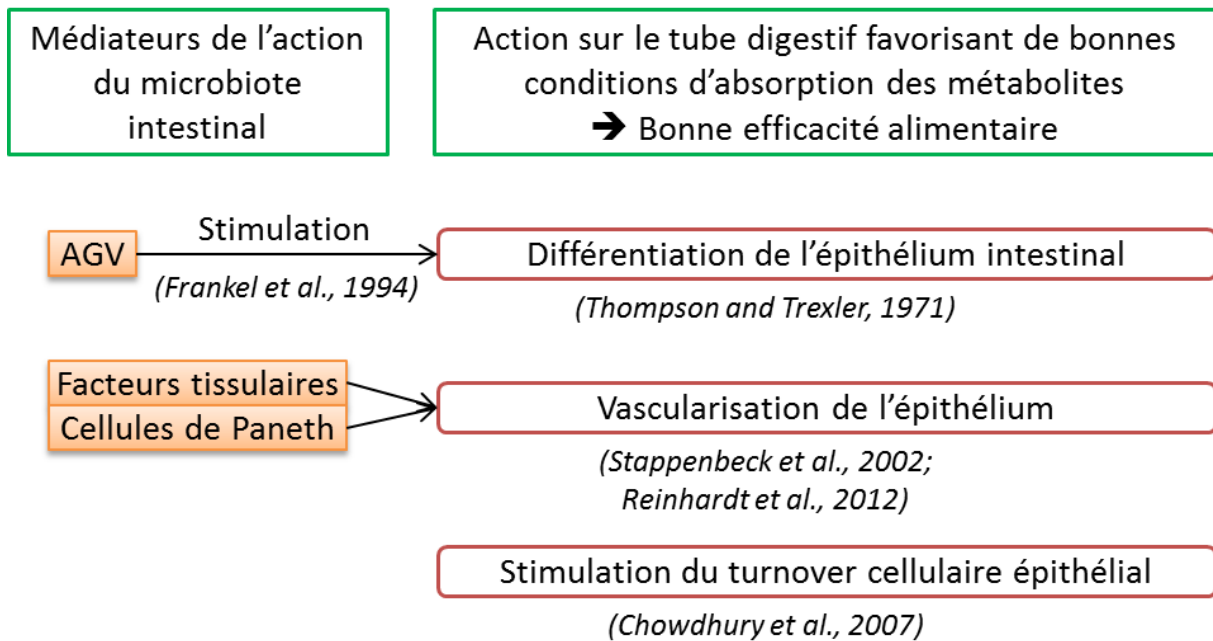 Médiateurs de l’action
du microbiote
intestinal
Action sur le tube digestif favorisant de bonnes
conditions d’absorption des métabolites
➔ Bonne efficacité alimentaire
AGV
Stimulation
(Frankel et al., 1994)
Différentiation de l’épithélium intestinal
(Thompson and Trexler, 1971)
Facteurs tissulaires
Cellules de Paneth
Vascularisation de l’épithélium
(Stappenbeck et al., 2002;
Reinhardt et al., 2012)
Stimulation du turnover cellulaire épithélial
(Chowdhury et al., 2007)